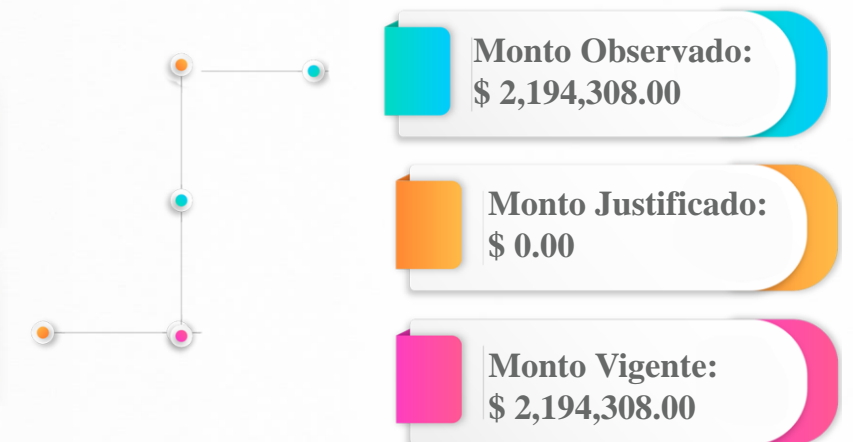 Monto Observado:
$ 2,194,308.00
Monto Justificado:
$ 0.00
Monto Vigente:
$ 2,194,308.00